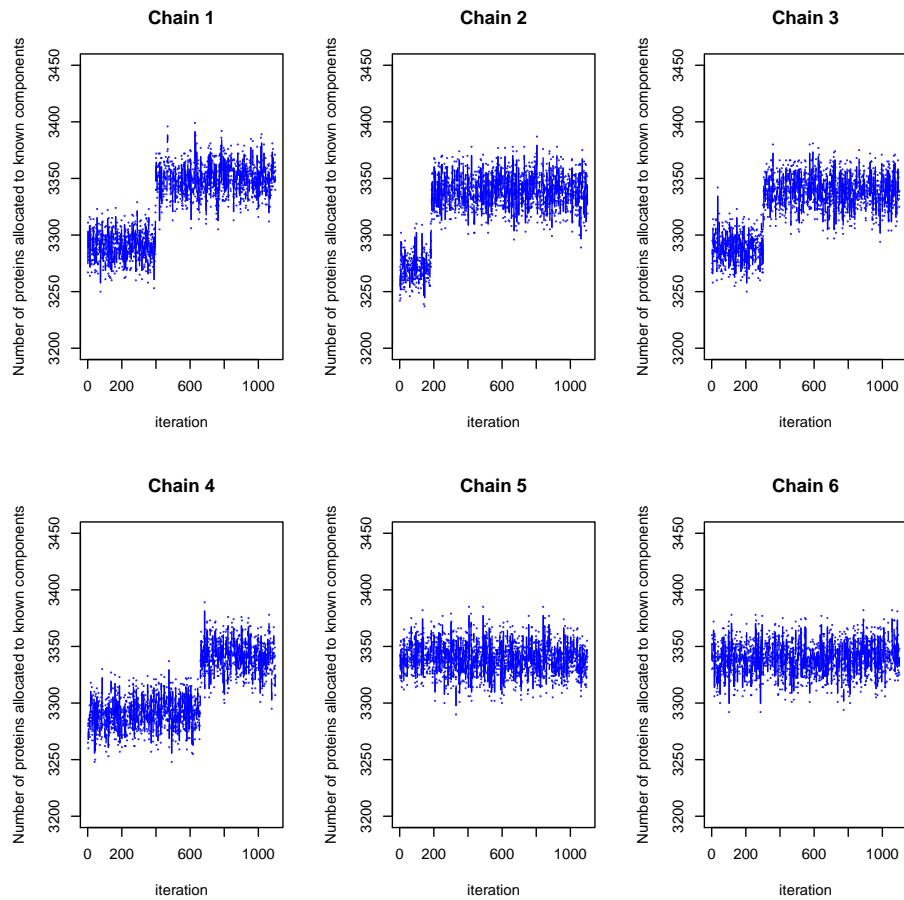 Chain 1
Number of proteins allocated to known components
3200 3250 3300 3350 3400 3450
0 200 600 1000
iteration
Chain 2
Number of proteins allocated to known components
3200 3250 3300 3350 3400 3450
0 200 600 1000
iteration
Chain 3
Number of proteins allocated to known components
3200 3250 3300 3350 3400 3450
0 200 600 1000
iteration
Chain 4
Number of proteins allocated to known components
3200 3250 3300 3350 3400 3450
0 200 600 1000
iteration
Chain 5
Number of proteins allocated to known components
3200 3250 3300 3350 3400 3450
0 200 600 1000
iteration
Chain 6
Number of proteins allocated to known components
3200 3250 3300 3350 3400 3450
0 200 600 1000
iteration